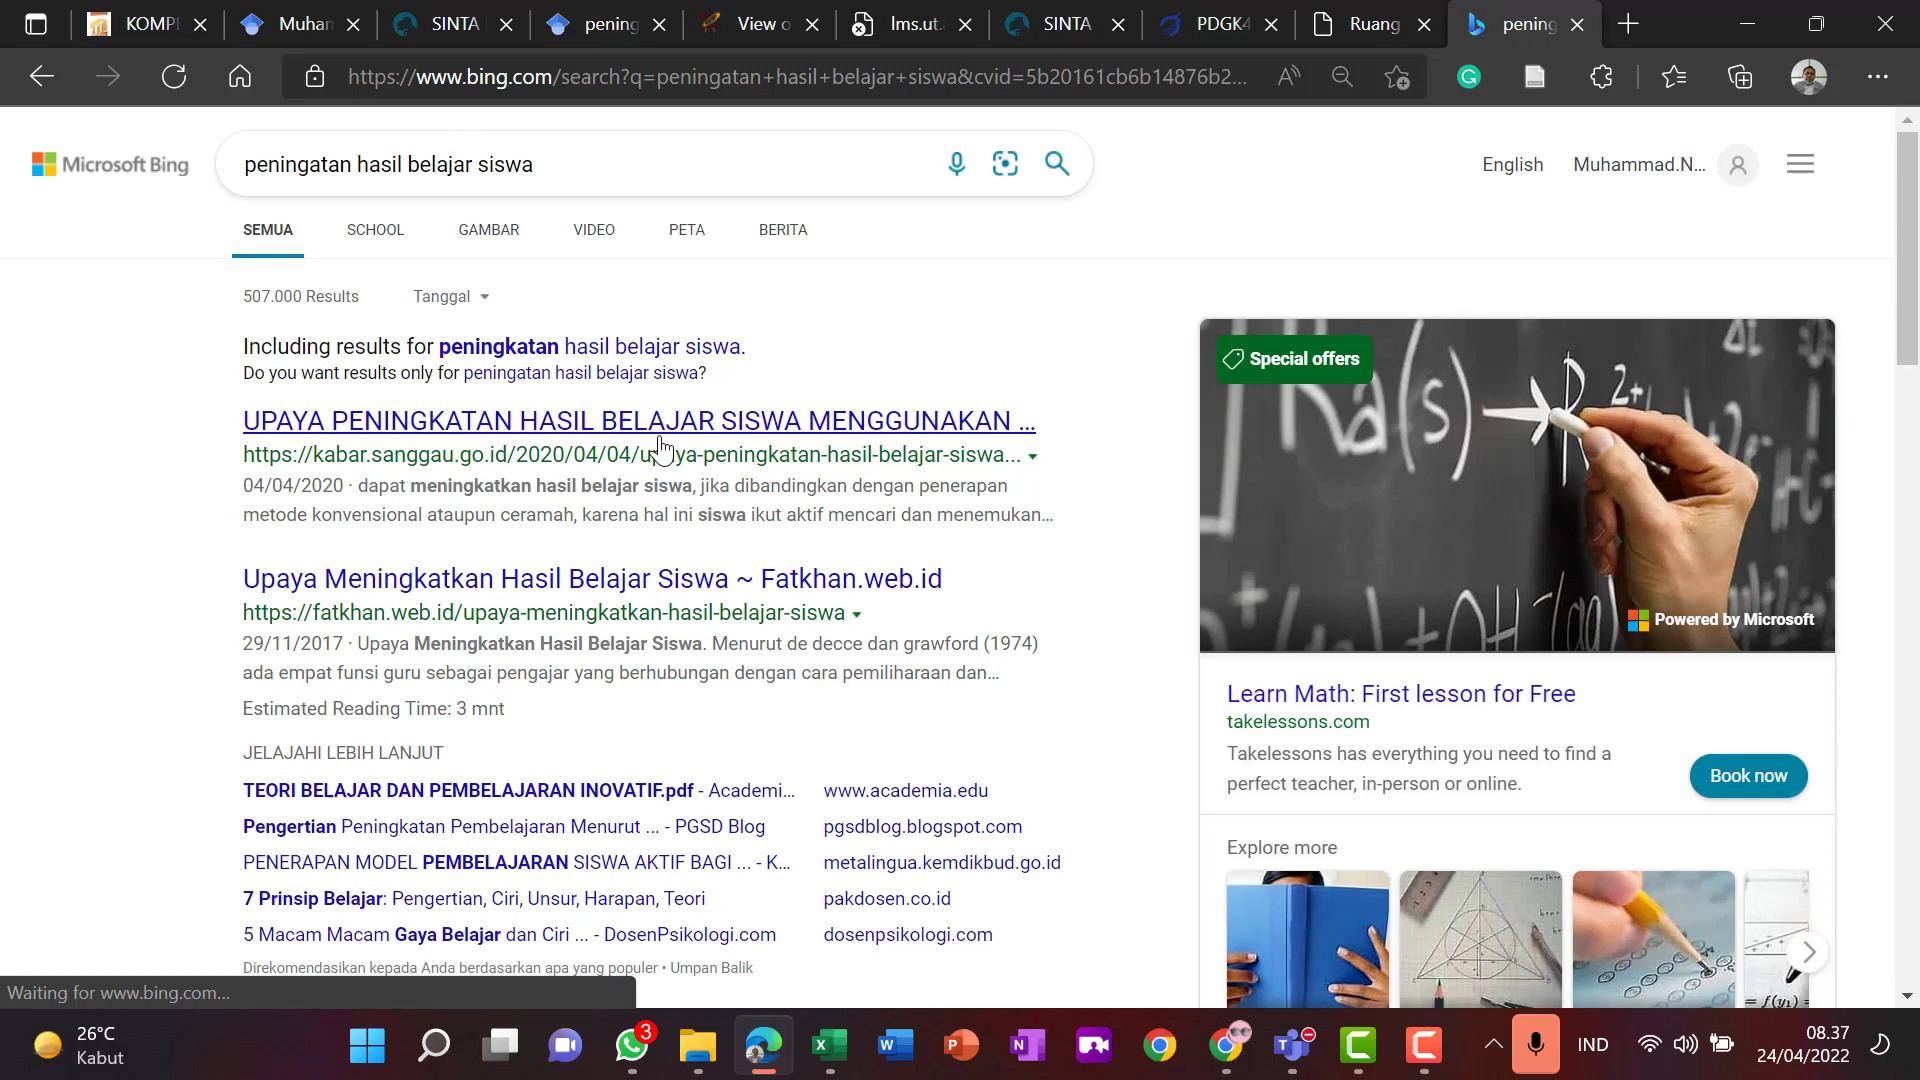 KOMPI
Muhan
SINTA
pening
View o
lms.ut.
SINTA
PDGK4
Ruang
pening
https://www.bing.com/search?q=peningatan+hasil+belajar+siswa&cvid=5b20161cb6b14876b2...
Microsoft Bing
peningatan hasil belajar siswa
English
Muhammad.N...
SEMUA
SCHOOL
GAMBAR
VIDEO
PETA
BERITA
507.000 Results
Tanggal
Including results for peningkatan hasil belajar siswa.
Do you want results only for peningatan hasil belajar siswa?
UPAYA PENINGKATAN HASIL BELAJAR SISWA MENGGUNAKAN ...
https://kabar.sanggau.go.id/2020/04/04/upaya-peningkatan-hasil-belajar-siswa...
04/04/2020 · dapat meningkatkan hasil belajar siswa, jika dibandingkan dengan penerapan
metode konvensional ataupun ceramah, karena hal ini siswa ikut aktif mencari dan menemukan...
Upaya Meningkatkan Hasil Belajar Siswa ~ Fatkhan.web.id
https://fatkhan.web.id/upaya-meningkatkan-hasil-belajar-siswa
29/11/2017 · Upaya Meningkatkan Hasil Belajar Siswa. Menurut de decce dan grawford (1974)
ada empat funsi guru sebagai pengajar yang berhubungan dengan cara pemiliharaan dan...
Estimated Reading Time: 3 mnt
JELAJAHI LEBIH LANJUT
TEORI BELAJAR DAN PEMBELAJARAN INOVATIF.pdf - Academi... www.academia.edu
Pengertian Peningkatan Pembelajaran Menurut ... - PGSD Blog pgsdblog.blogspot.com
PENERAPAN MODEL PEMBELAJARAN SISWA AKTIF BAGI ... - K... metalingua.kemdikbud.go.id
7 Prinsip Belajar: Pengertian, Ciri, Unsur, Harapan, Teori pakdosen.co.id
5 Macam Macam Gaya Belajar dan Ciri ... - DosenPsikologi.com dosenpsikologi.com
Direkomendasikan kepada Anda berdasarkan apa yang populer • Umpan Balik
Special offers
Powered by Microsoft
Learn Math: First lesson for Free
takelessons.com
Takelessons has everything you need to find a
perfect teacher, in-person or online.
Book now
Explore more
Waiting for www.bing.com...
26°C
Kabut
3
IND
08.37
24/04/2022